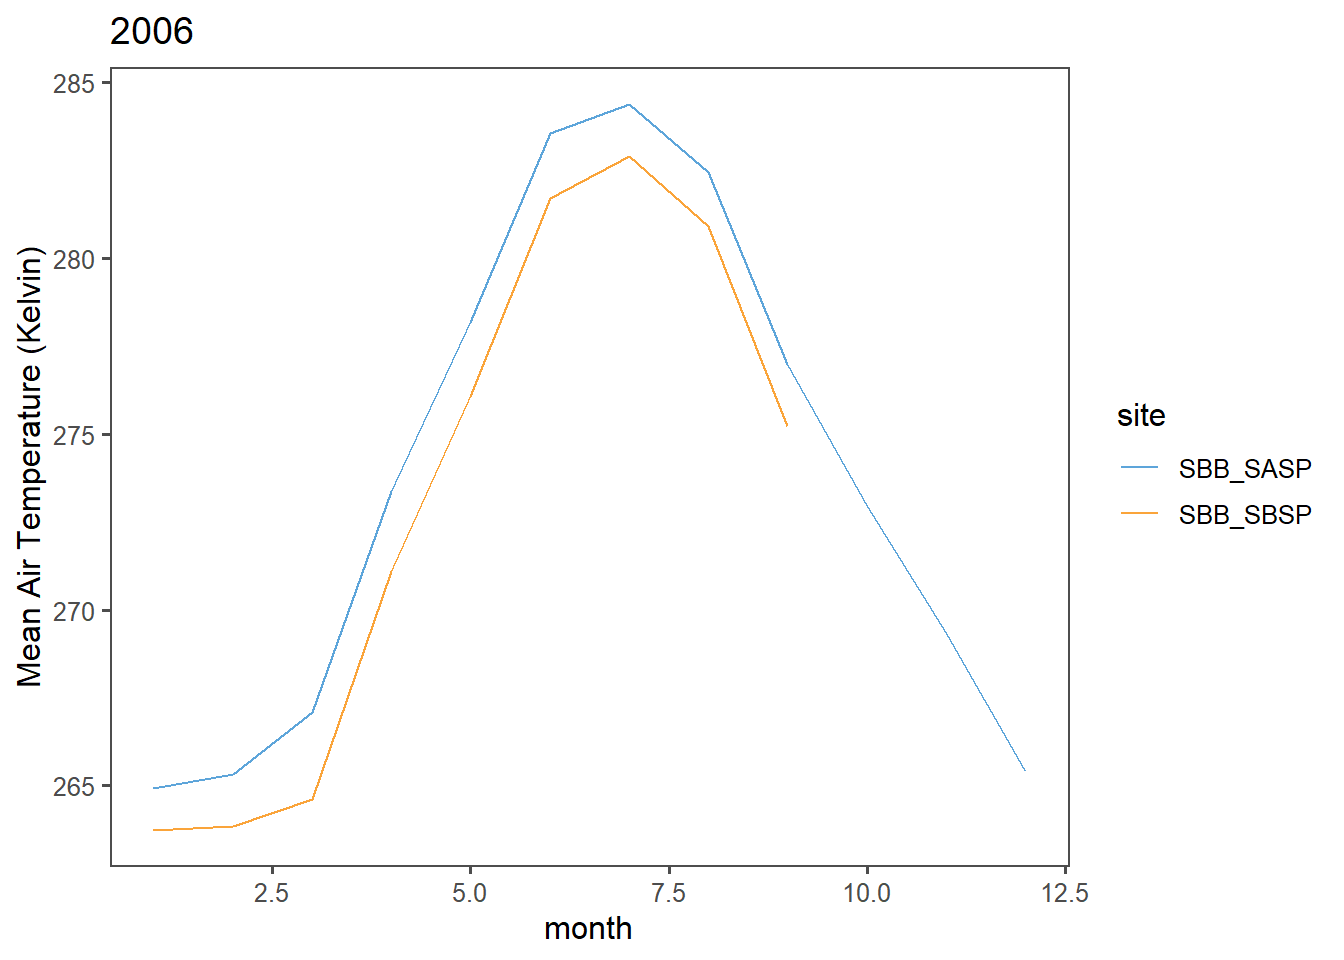 2006
285
280
275
270
265
Mean Air Temperature (Kelvin)
2.5 5.0 7.5 10.0 12.5
month
site
SBB_SASP
SBB_SBSP